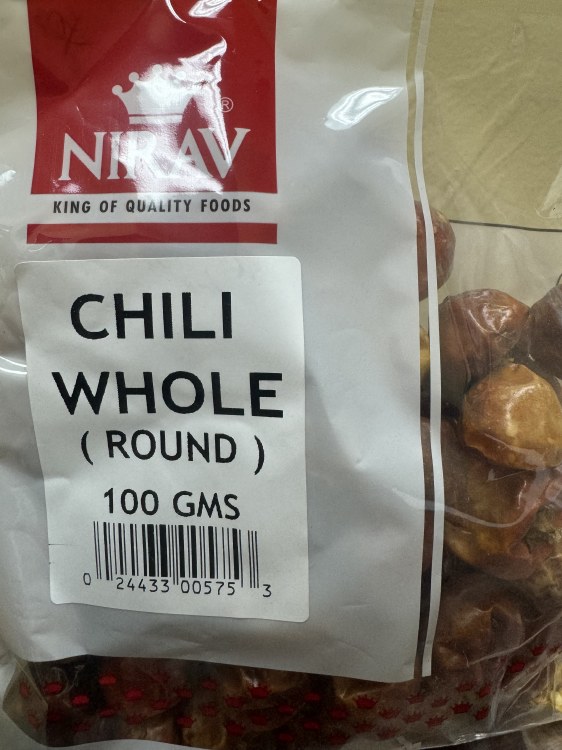 ®
NIRAV
KING OF QUALITY FOODS
CHILI
WHOLE
( ROUND )
100 GMS
0 24433 00575 3